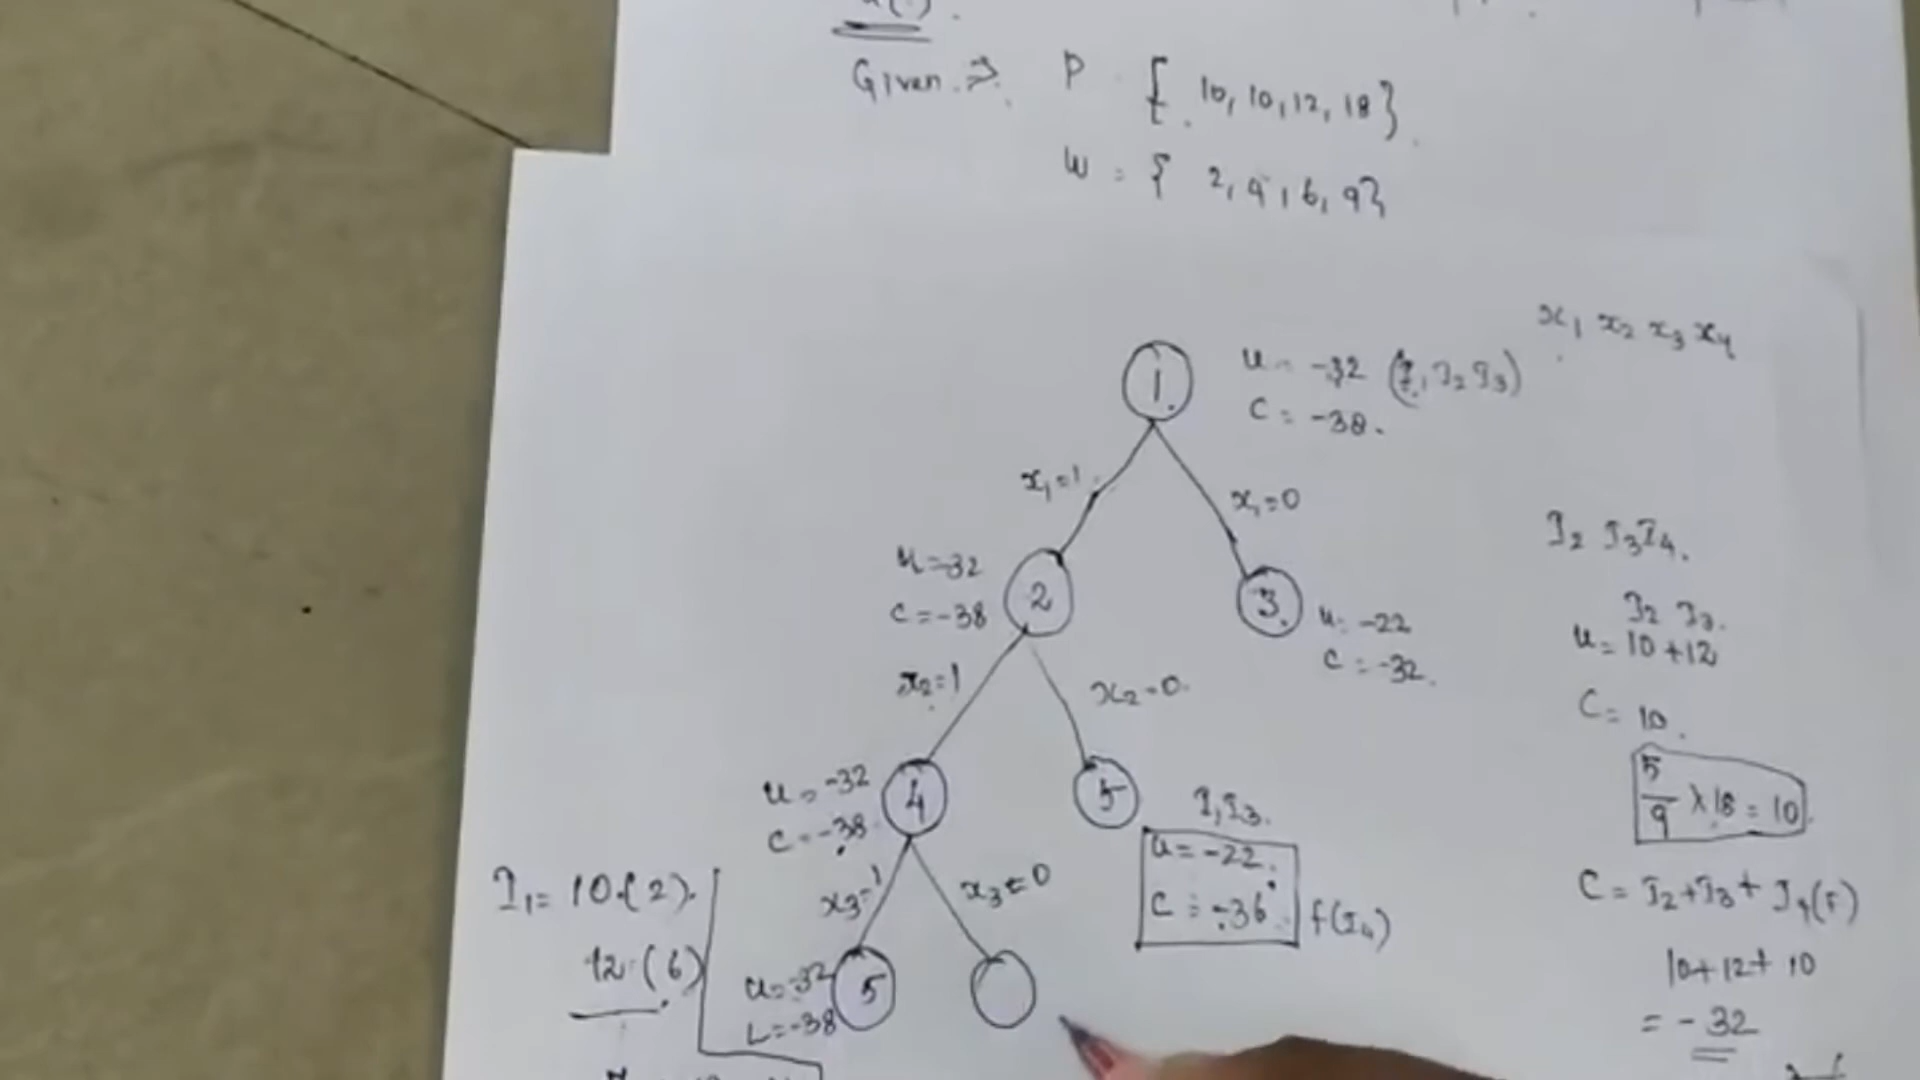 Given ⇒ P { 10, 10, 12, 18}
W = { 2, 4, 6, 9}
x1 x2 x3 x4
1
u = -32 (I1 I2 I3)
C = -38.
x1=1
x1=0
I2 I3 I4.
u=-32
C=-38
2
3
u= -22
C = -32.
I2 I3.
u= 10+12
x2=1
x2=0.
C= 10.
5/9 x 18 = 10
u=-32
C=-38
4
5
I1 I3.
u=-22.
C=-36
f(I4)
C = I2+I3+ I4(F)
10+12+ 10
= -32
I1= 10(2).
12(6)
x3=1
x3=0
u=-32
L=-38
5